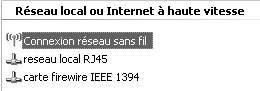 Réseau local ou Internet à haute vitesse
Connexion réseau sans fil
reseau local RJ45
carte firewire IEEE 1394